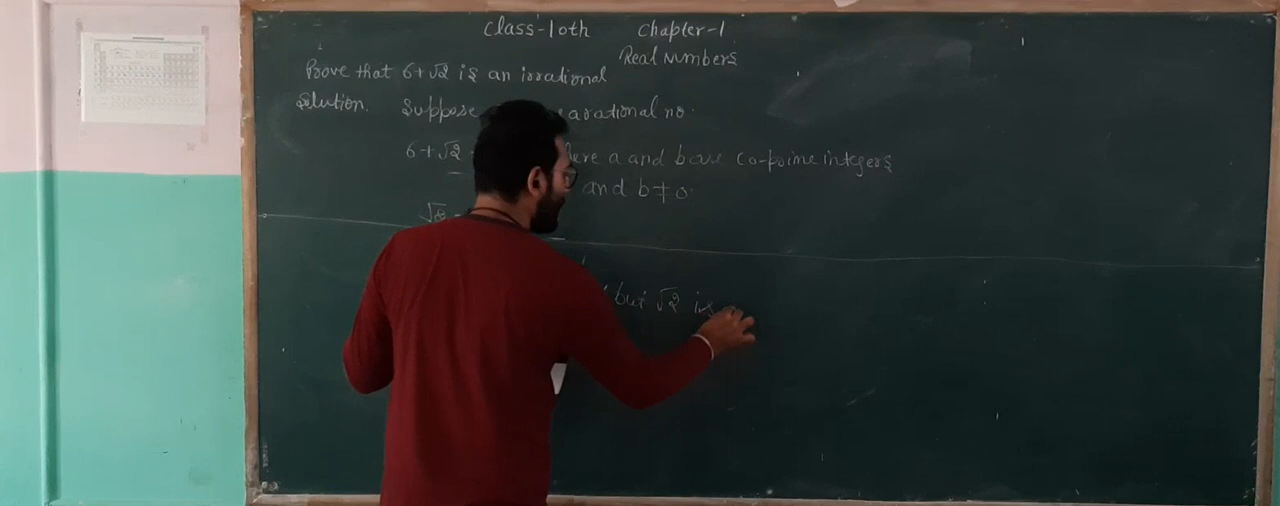 Class-10th Chapter-1
Real Numbers
Prove that 6+√2 is an irrational
Solution. Suppose a rational no.
6+√2 a and b are co-prime integers
and b≠0.
√2
but √2 is